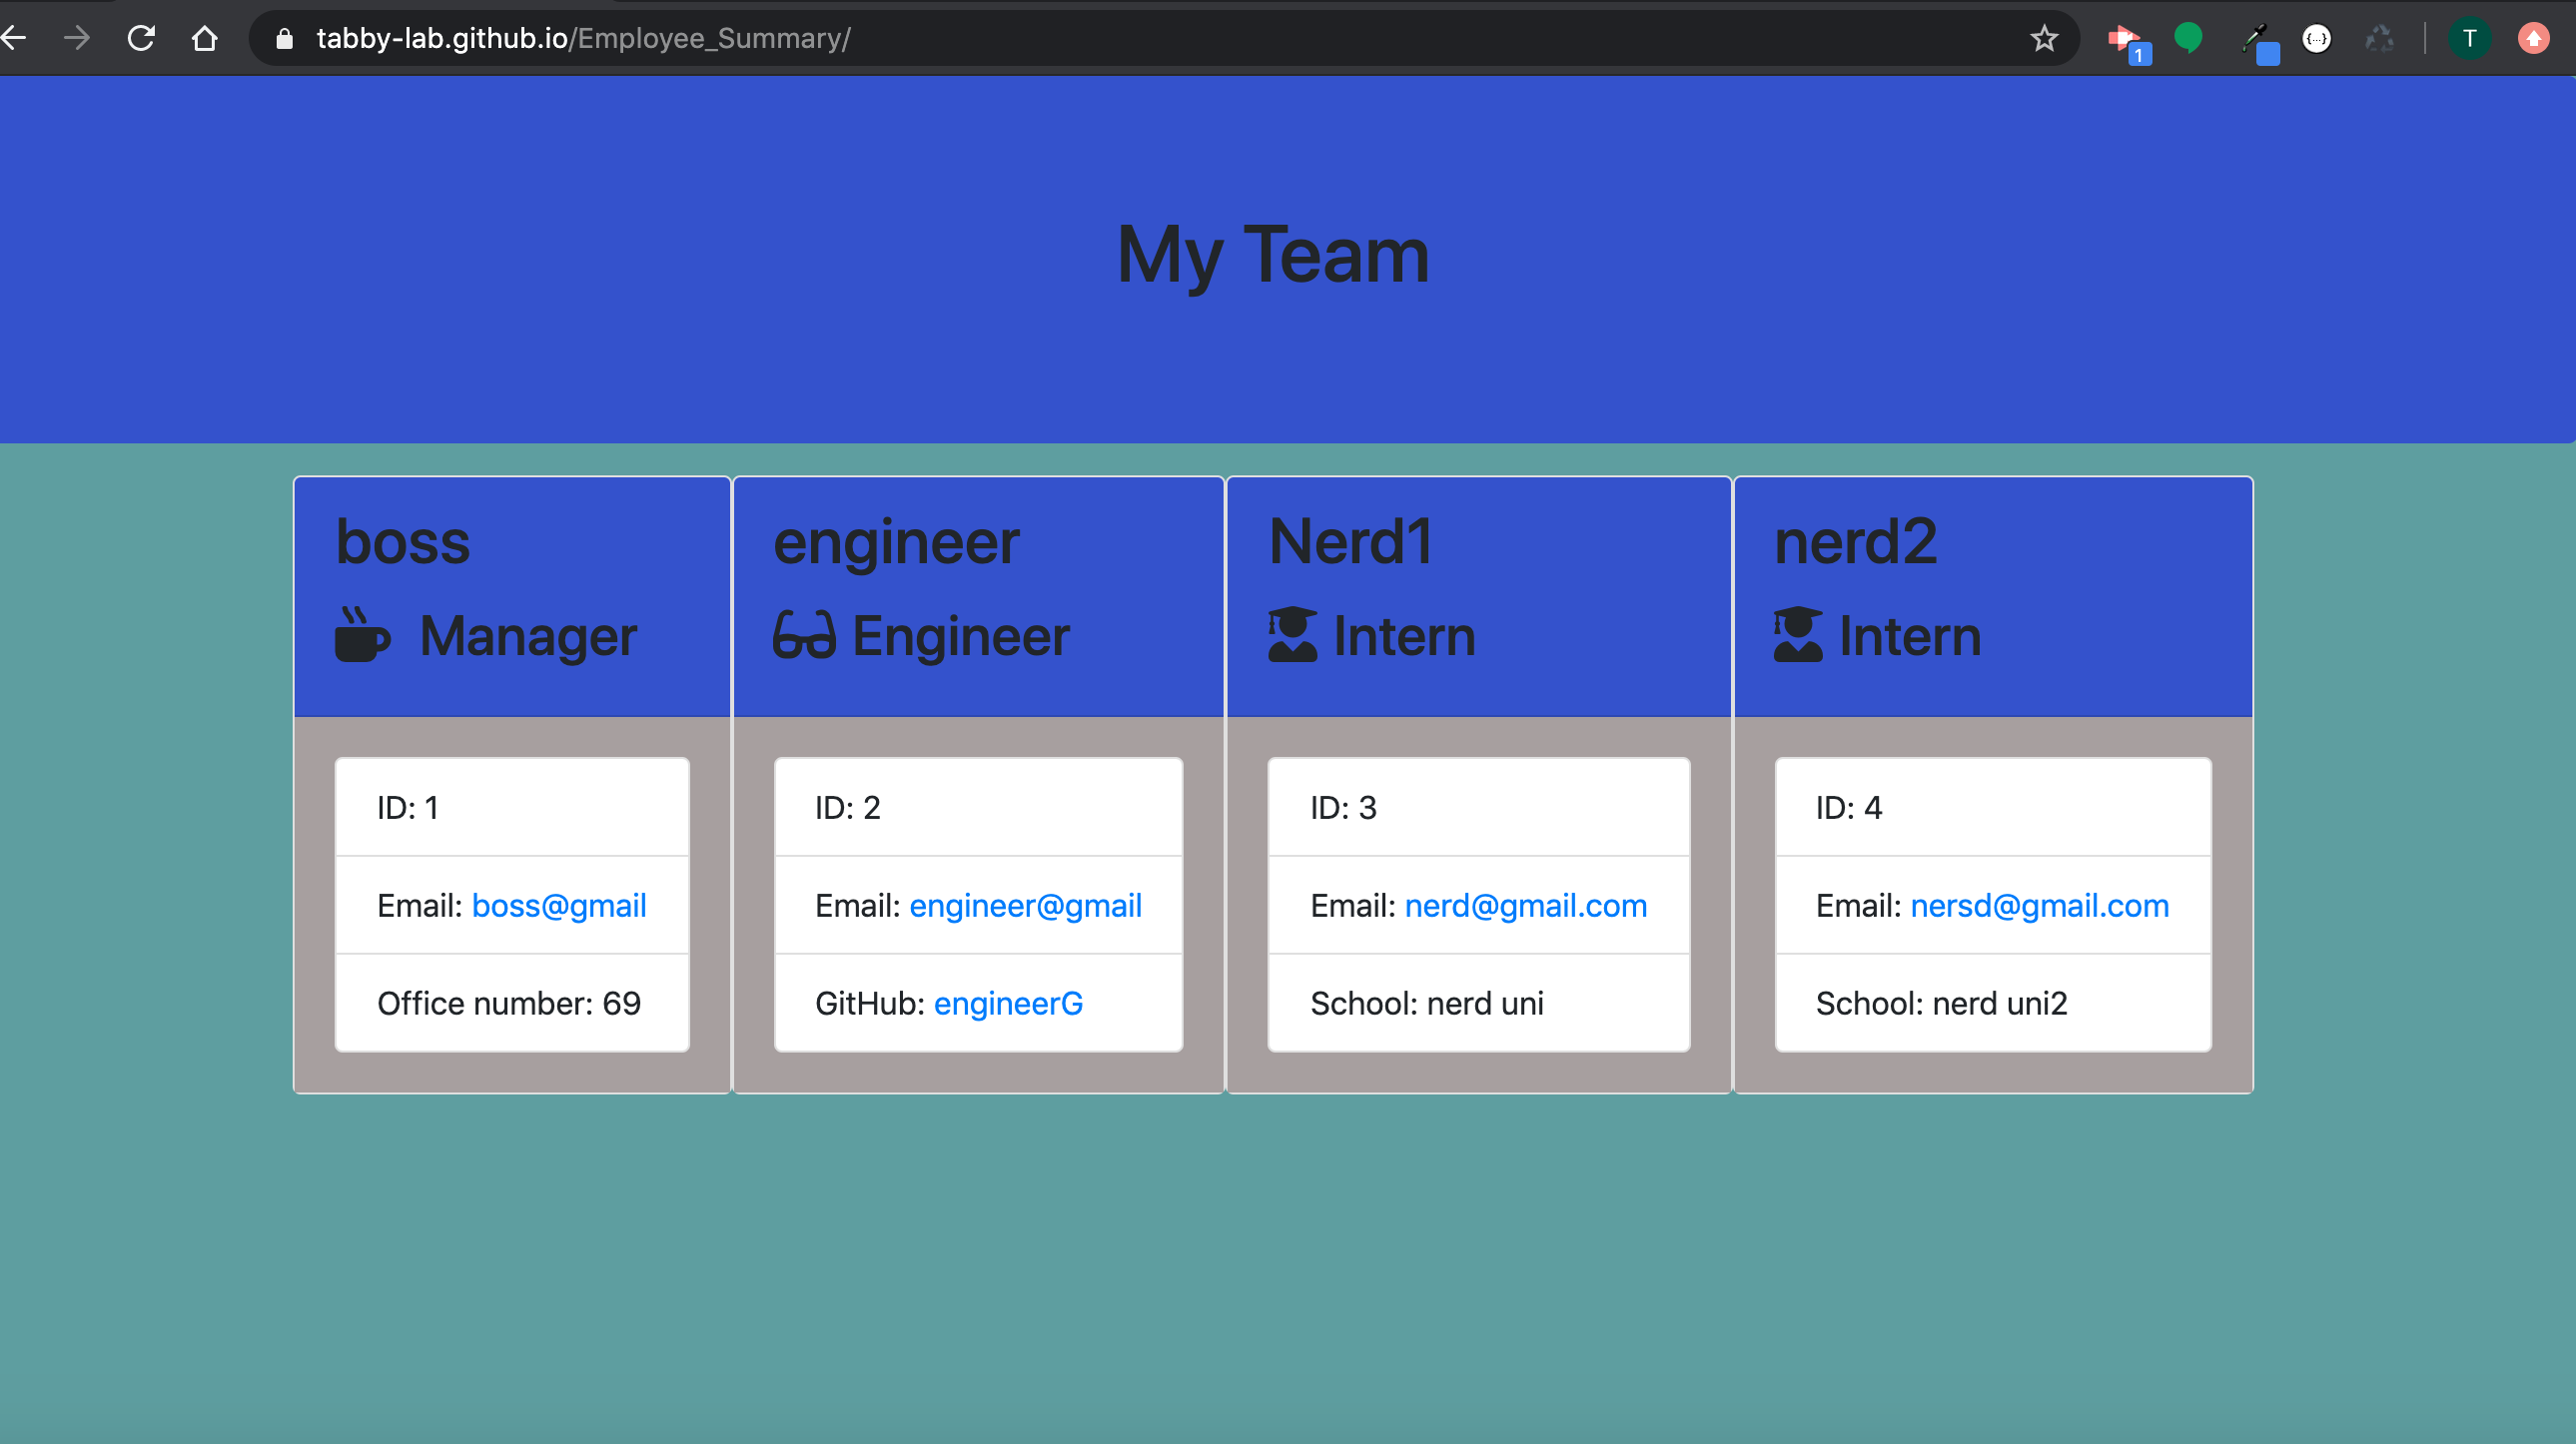 tabby-lab.github.io/Employee_Summary/
1
{...}
T
My Team
boss
Manager
ID: 1
Email: boss@gmail
Office number: 69
engineer
Engineer
ID: 2
Email: engineer@gmail
GitHub: engineerG
Nerd1
Intern
ID: 3
Email: nerd@gmail.com
School: nerd uni
nerd2
Intern
ID: 4
Email: nersd@gmail.com
School: nerd uni2